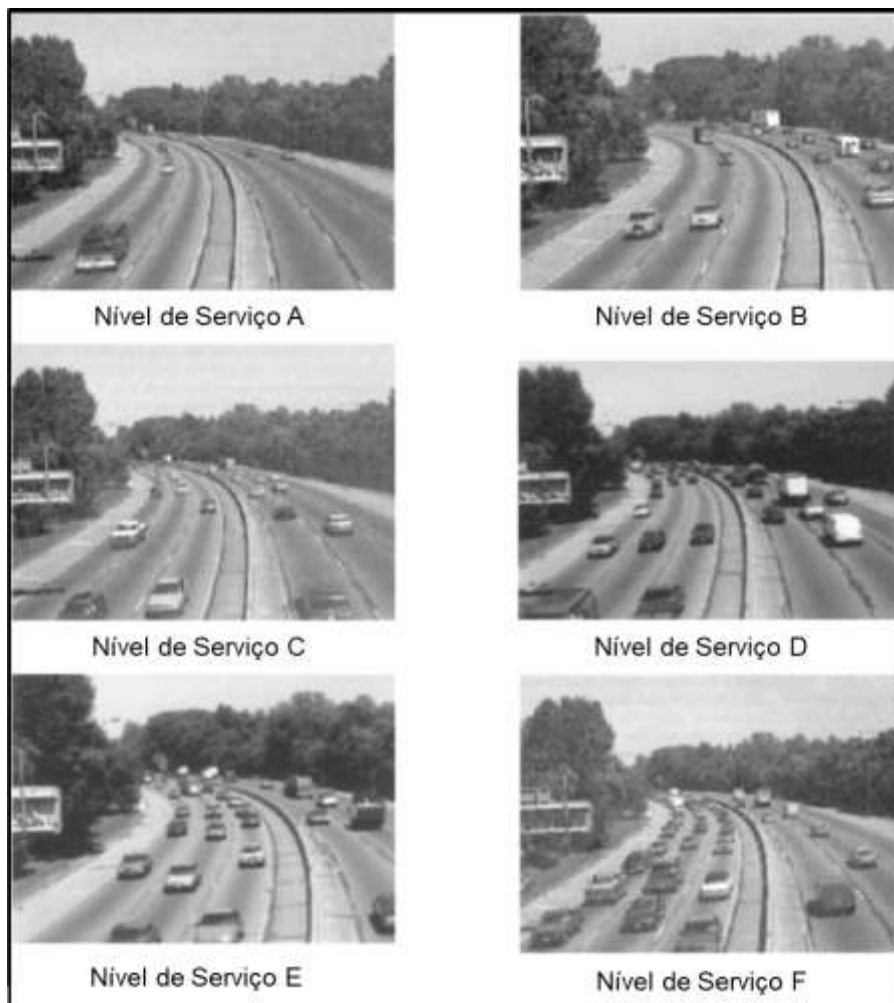 Nível de Serviço A
Nível de Serviço B
Nível de Serviço C
Nível de Serviço D
Nível de Serviço E
Nível de Serviço F